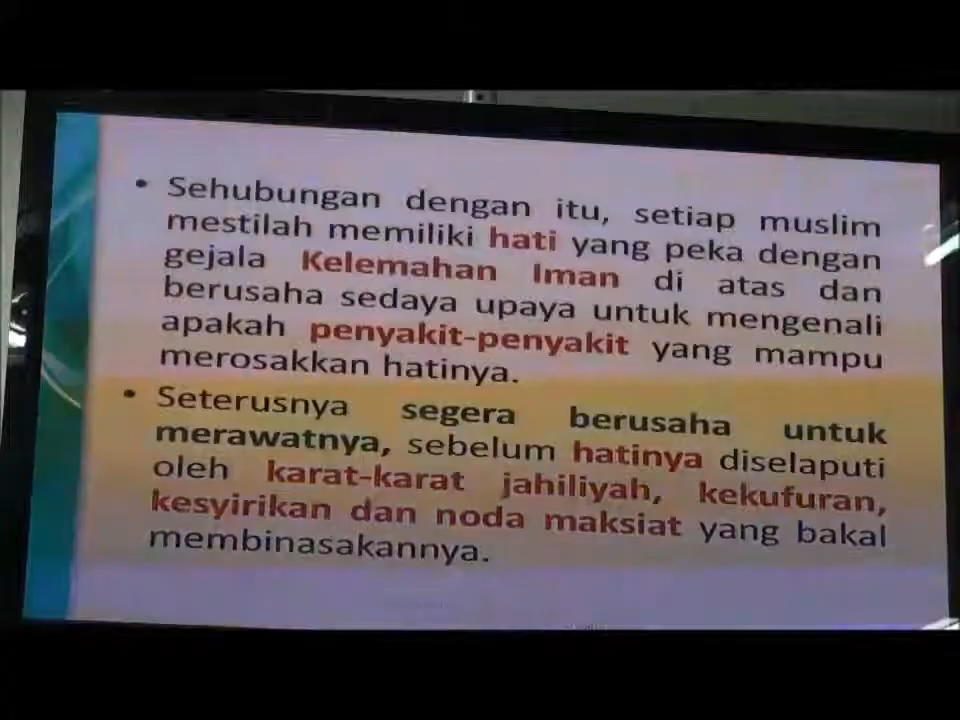 • Sehubungan dengan itu, setiap muslim
mestilah memiliki hati yang peka dengan
gejala Kelemahan Iman di atas dan
berusaha sedaya upaya untuk mengenali
apakah penyakit-penyakit yang mampu
merosakkan hatinya.
• Seterusnya segera berusaha untuk
merawatnya, sebelum hatinya diselaputi
oleh karat-karat jahiliyah, kekufuran,
kesyirikan dan noda maksiat yang bakal
membinasakannya.